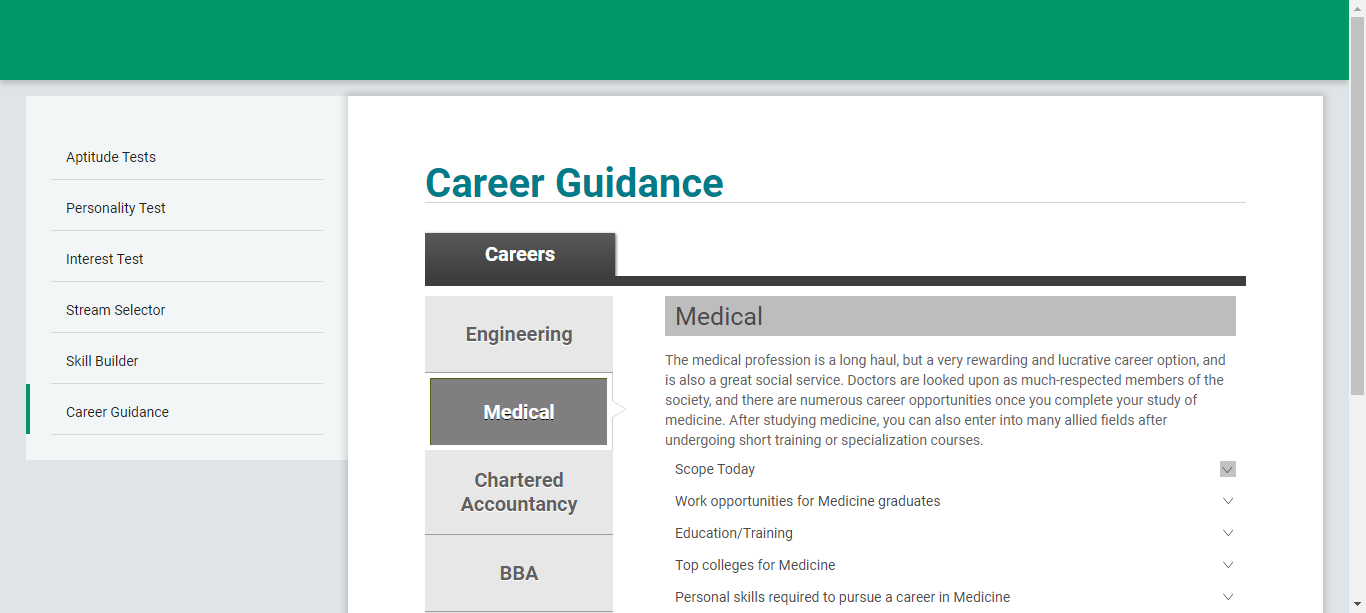 Aptitude Tests
Personality Test
Interest Test
Stream Selector
Skill Builder
Career Guidance
Career Guidance
Careers
Engineering
Medical
Chartered
Accountancy
BBA
Medical
The medical profession is a long haul, but a very rewarding and lucrative career option, and
is also a great social service. Doctors are looked upon as much-respected members of the
society, and there are numerous career opportunities once you complete your study of
medicine. After studying medicine, you can also enter into many allied fields after
undergoing short training or specialization courses.
Scope Today
Work opportunities for Medicine graduates
Education/Training
Top colleges for Medicine
Personal skills required to pursue a career in Medicine